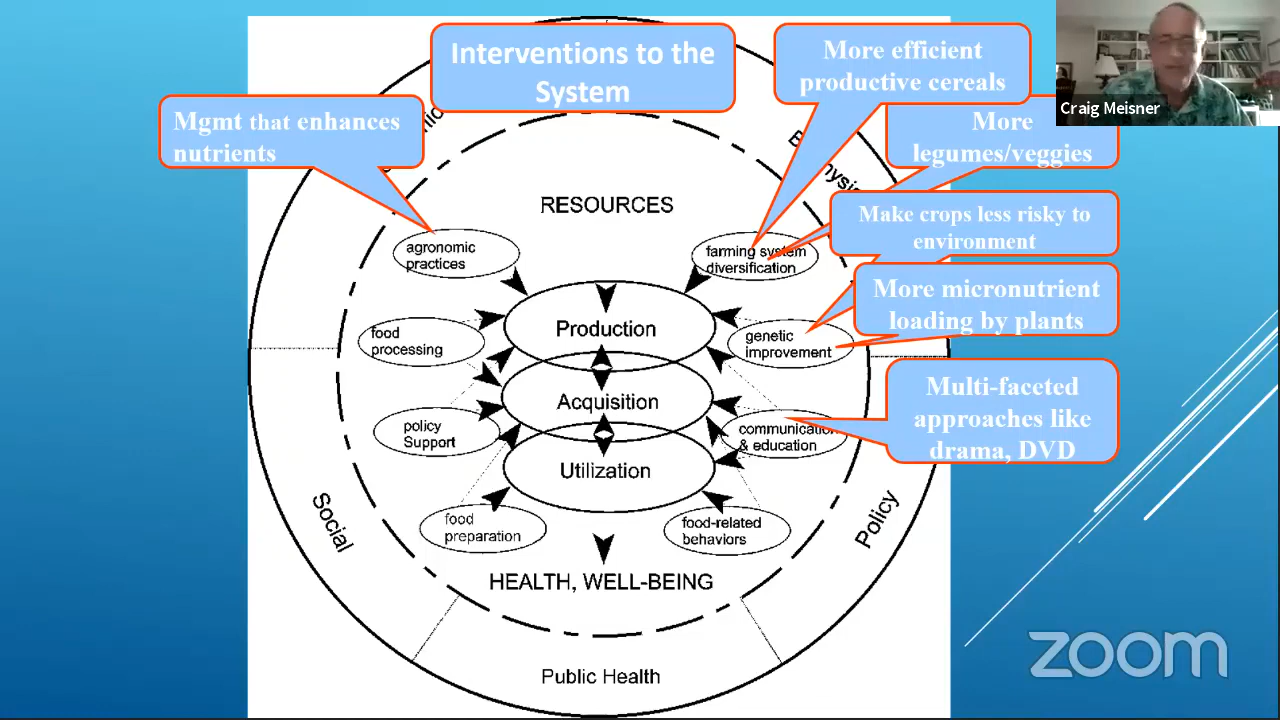 Interventions to the
System
More efficient
productive cereals
Craig Meisner
Mgmt that enhances
nutrients
More
legumes/veggies
RESOURCES
Make crops less risky to
environment
agronomic
practices
farming system
diversification
More micronutrient
loading by plants
Production
food
processing
genetic
improvement
Acquisition
Multi-faceted
approaches like
drama, DVD
policy
Support
communication
& education
Utilization
Social
Policy
food
preparation
food-related
behaviors
HEALTH, WELL-BEING
Public Health
zoom